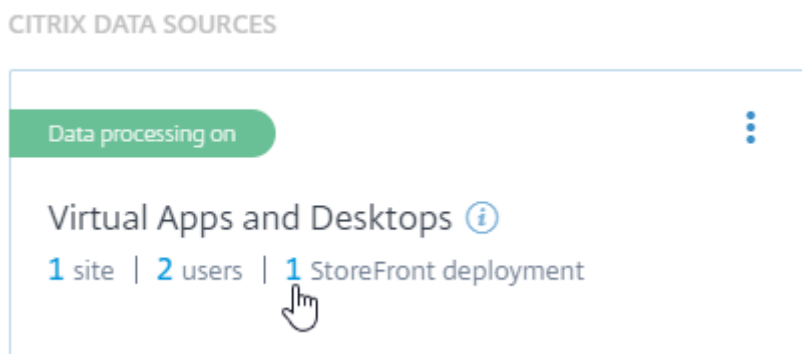 CITRIX DATA SOURCES
Data processing on
Virtual Apps and Desktops i
1 site | 2 users | 1 StoreFront deployment